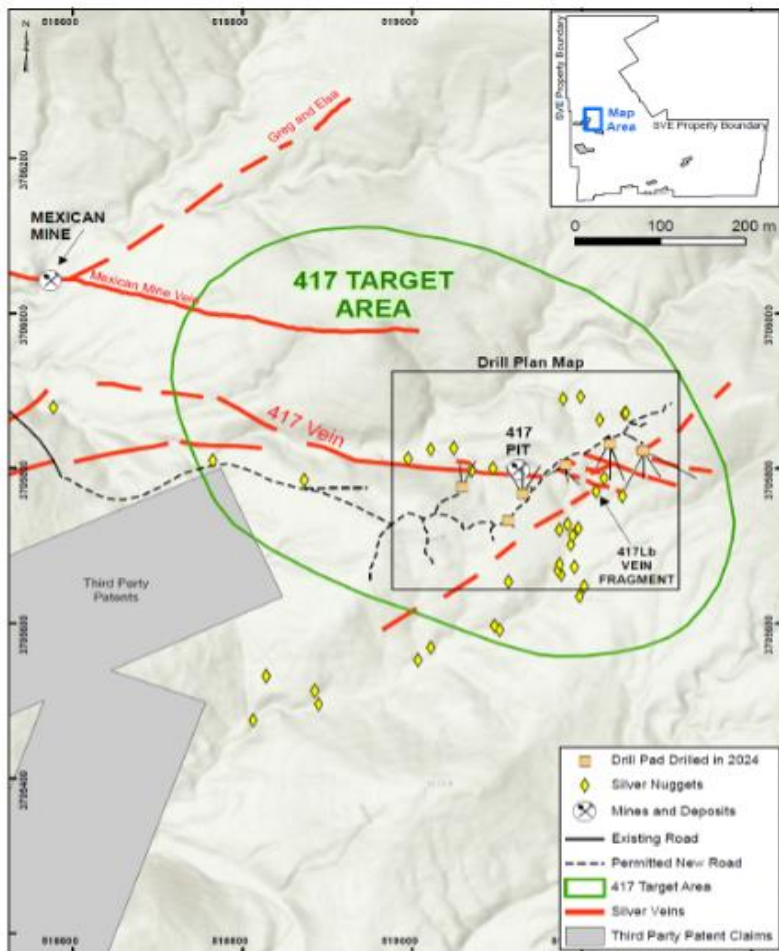 N
SVE Property Boundary
Map
Area
SVE Property Boundary
0 100 200 m
Greg and Elsa
MEXICAN
MINE
Mexican Mine Vein
417 TARGET
AREA
Drill Plan Map
417 Vein
417
PIT
417Lb
VEIN
FRAGMENT
Third Party
Patents
Drill Pad Drilled in 2024
Silver Nuggets
Mines and Deposits
Existing Road
Permitted New Road
417 Target Area
Silver Veins
Third Party Patent Claims